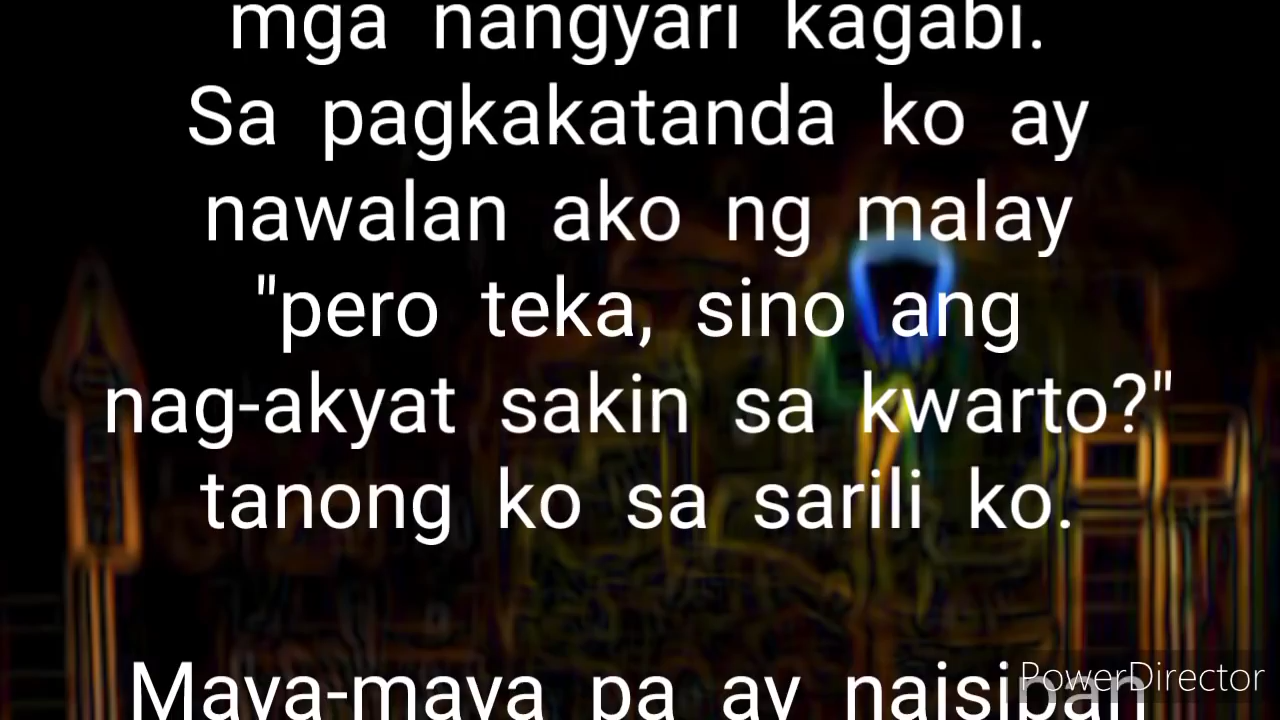 mga nangyari kagabi.
Sa pagkakatanda ko ay
nawalan ako ng malay
"pero teka, sino ang
nag-akyat sakin sa kwarto?"
tanong ko sa sarili ko.
Maya-maya pa ay naisipan
PowerDirector